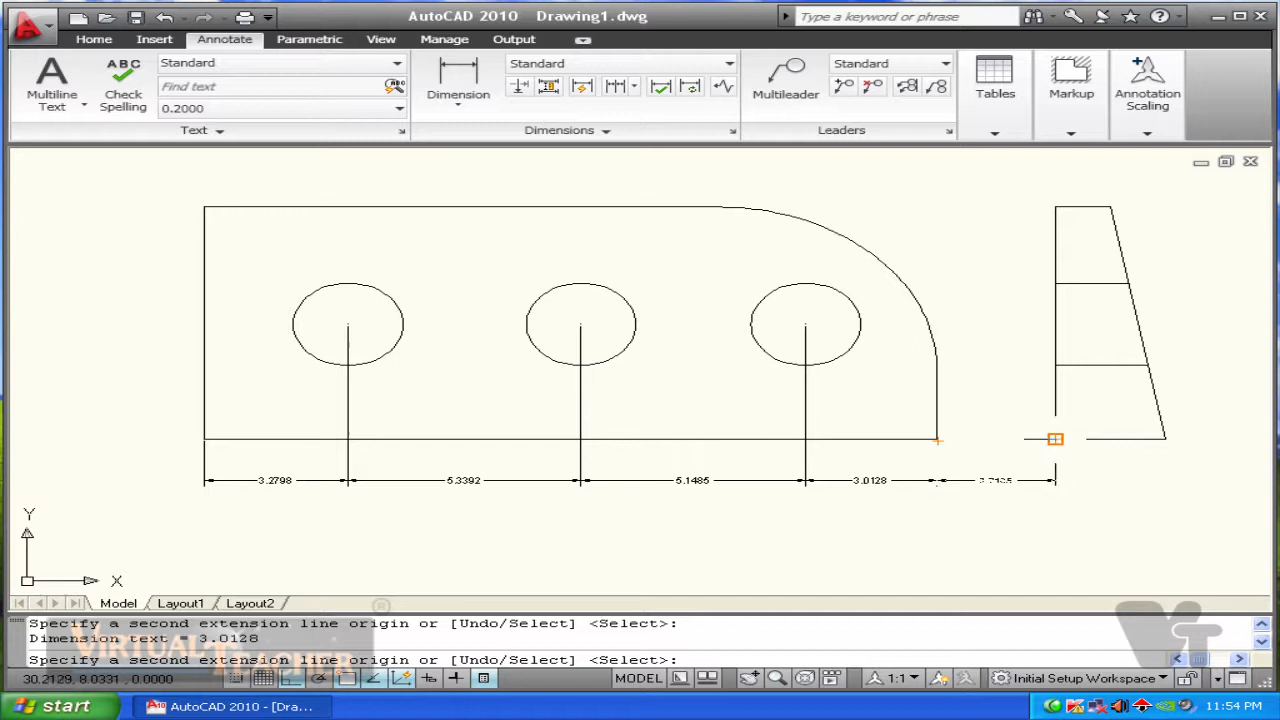 AutoCAD 2010 Drawing1.dwg
Type a keyword or phrase
Home Insert Annotate Parametric View Manage Output
Standard Standard Standard
Multiline Text
Check Spelling
Find text
0.2000
Dimension
Multileader
Tables
Markup
Annotation Scaling
Text Dimensions Leaders
3.2798 5.3392 5.1485 3.0128
Y
X
Model Layout1 Layout2
Specify a second extension line origin or [Undo/Select] <Select>:
Dimension text = 3.0128
Specify a second extension line origin or [Undo/Select] <Select>:
VIRTUAL TEACHER
VT
30.2129, 8.0331, 0.0000
MODEL
1:1
Initial Setup Workspace
start
AutoCAD 2010 - [Dra...
11:54 PM